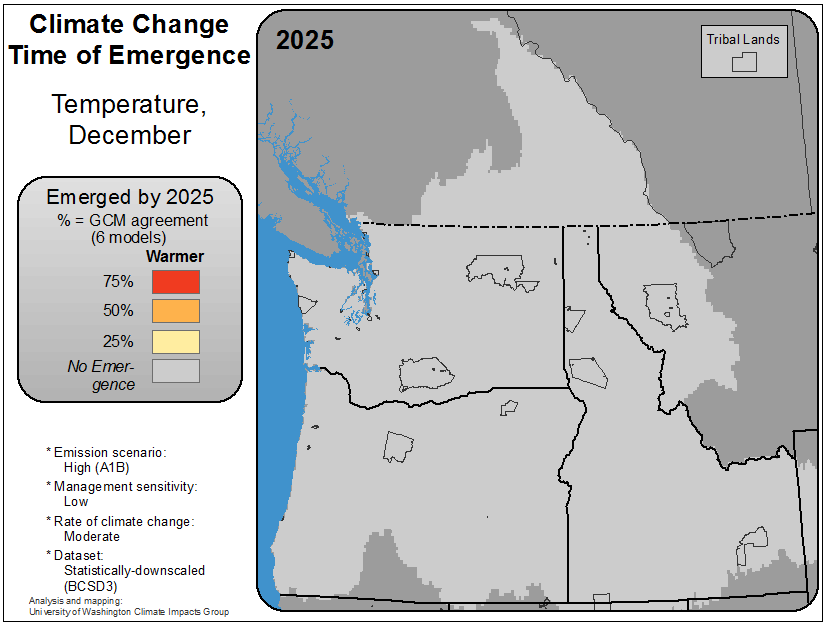 Climate Change
Time of Emergence
Temperature,
December
Emerged by 2025
% = GCM agreement
(6 models)
Warmer
75%
50%
25%
No Emer-
gence
* Emission scenario:
High (A1B)
* Management sensitivity:
Low
* Rate of climate change:
Moderate
* Dataset:
Statistically-downscaled
(BCSD3)
Analysis and mapping:
University of Washington Climate Impacts Group
2025
Tribal Lands